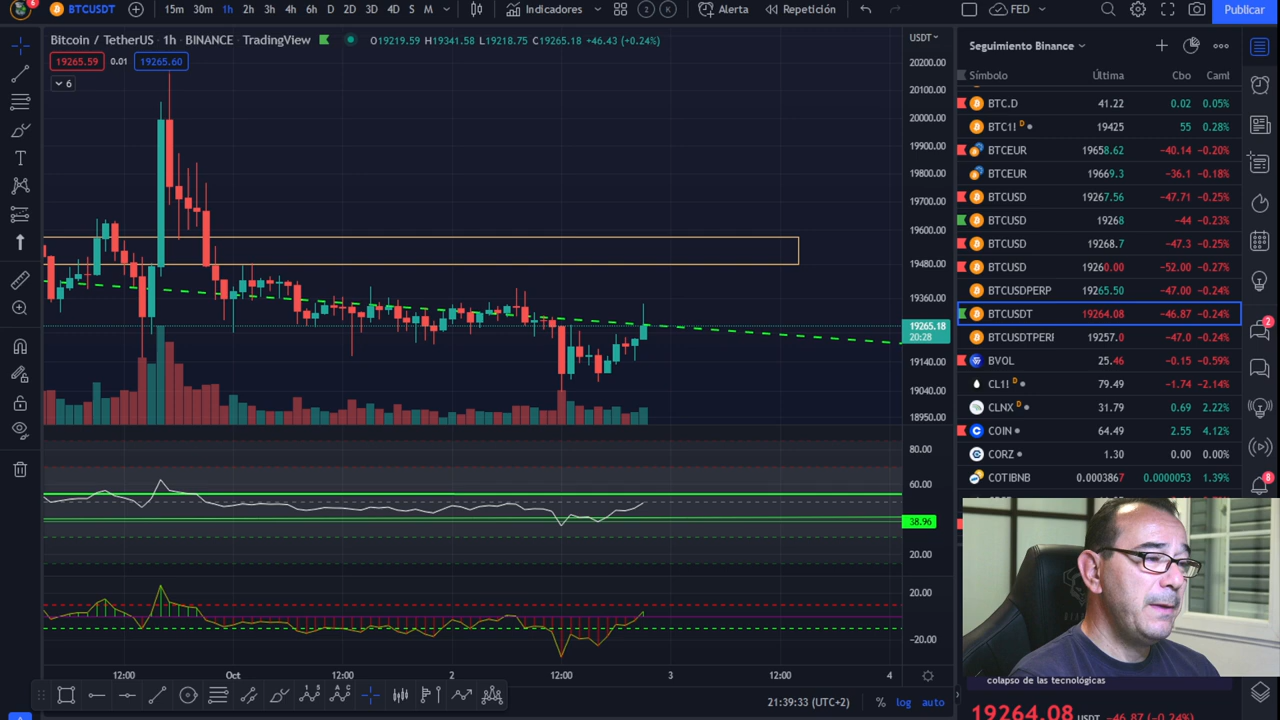 6
BTCUSDT
15m 30m 1h 2h 3h 4h 6h D 2D 3D 4D S M
Indicadores
2 K
Alerta
Repetición
FED
Publicar
Bitcoin / TetherUS · 1h · BINANCE · TradingView
O19219.59 H19341.58 L19218.75 C19265.18 +46.43 (+0.24%)
19265.59 0.01 19265.60
6
USDT
20200.00
20100.00
20000.00
19900.00
19800.00
19700.00
19600.00
19480.00
19360.00
19265.18
20:28
19140.00
19040.00
18950.00
80.00
60.00
38.96
20.00
20.00
−20.00
12:00 Oct 12:00 2 12:00 3 12:00 4
21:39:33 (UTC+2) % log auto
Seguimiento Binance
Símbolo Última Cbo Caml
BTC.D 41.22 0.02 0.05%
BTC1! D 19425 55 0.28%
BTCEUR 19658.62 −40.14 −0.20%
BTCEUR 19669.3 −36.1 −0.18%
BTCUSD 19267.56 −47.71 −0.25%
BTCUSD 19268 −44 −0.23%
BTCUSD 19268.7 −47.3 −0.25%
BTCUSD 19260.00 −52.00 −0.27%
BTCUSDPERP 19265.50 −47.00 −0.24%
BTCUSDT 19264.08 −46.87 −0.24%
BTCUSDTPERF 19257.0 −47.0 −0.24%
BVOL 25.46 −0.15 −0.59%
CL1! D 79.49 −1.74 −2.14%
CLNX D 31.79 0.69 2.22%
COIN 64.49 2.55 4.12%
CORZ 1.30 0.00 0.00%
COTIBNB 0.0003867 0.0000053 1.39%
2
8
colapso de las tecnológicas
19264.08 USDT −46.87 (−0.24%)